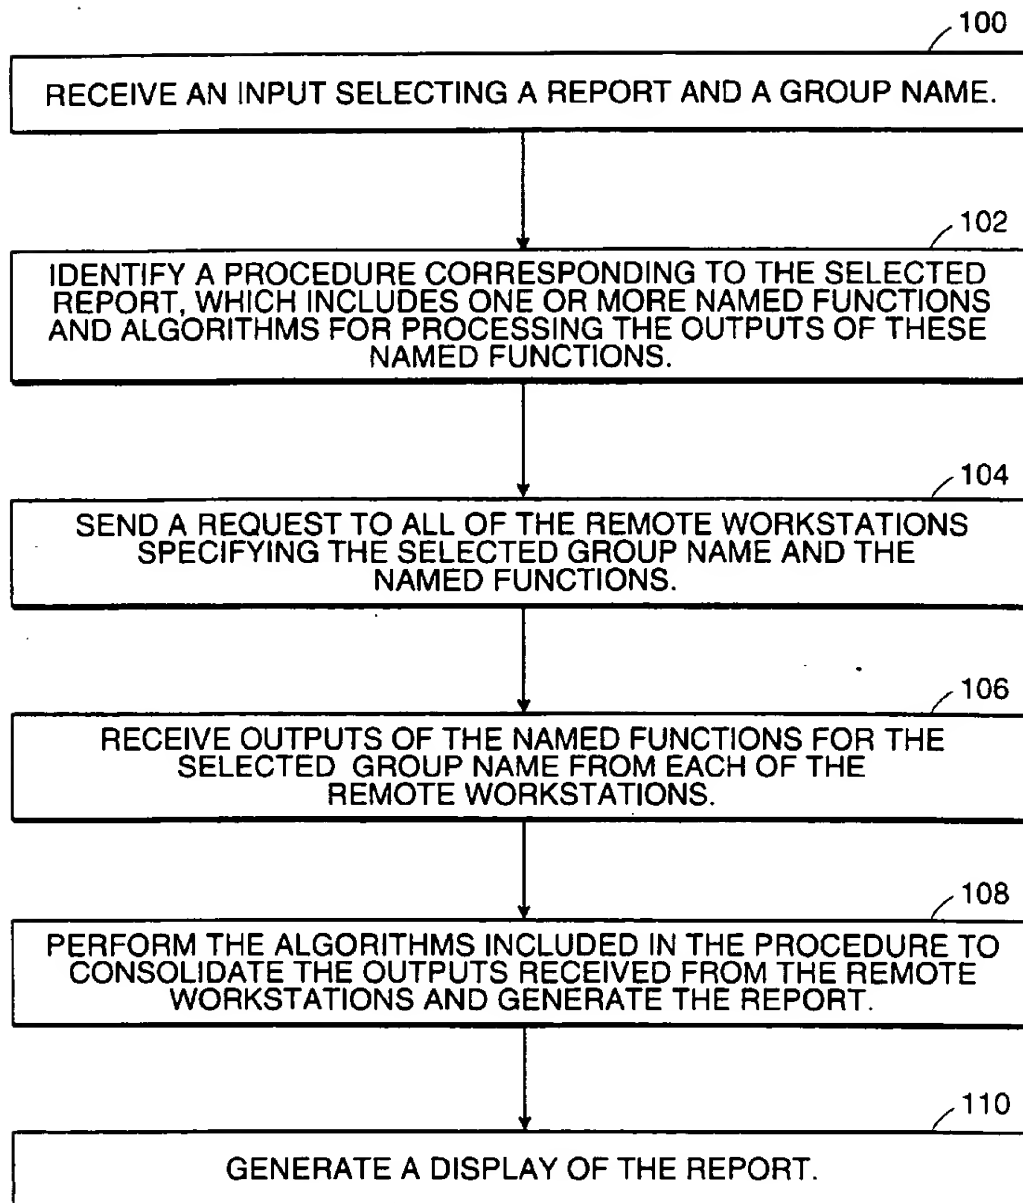 100
RECEIVE AN INPUT SELECTING A REPORT AND A GROUP NAME.
102
IDENTIFY A PROCEDURE CORRESPONDING TO THE SELECTED
REPORT, WHICH INCLUDES ONE OR MORE NAMED FUNCTIONS
AND ALGORITHMS FOR PROCESSING THE OUTPUTS OF THESE
NAMED FUNCTIONS.
104
SEND A REQUEST TO ALL OF THE REMOTE WORKSTATIONS
SPECIFYING THE SELECTED GROUP NAME AND THE
NAMED FUNCTIONS.
106
RECEIVE OUTPUTS OF THE NAMED FUNCTIONS FOR THE
SELECTED GROUP NAME FROM EACH OF THE
REMOTE WORKSTATIONS.
108
PERFORM THE ALGORITHMS INCLUDED IN THE PROCEDURE TO
CONSOLIDATE THE OUTPUTS RECEIVED FROM THE REMOTE
WORKSTATIONS AND GENERATE THE REPORT.
110
GENERATE A DISPLAY OF THE REPORT.